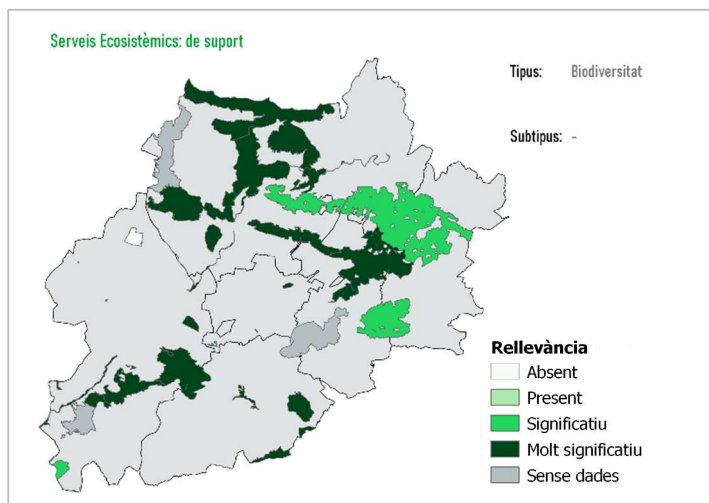 Serveis Ecosistèmics: de suport
Tipus: Biodiversitat
Subtipus: -
Rellevància
Absent
Present
Significatiu
Molt significatiu
Sense dades